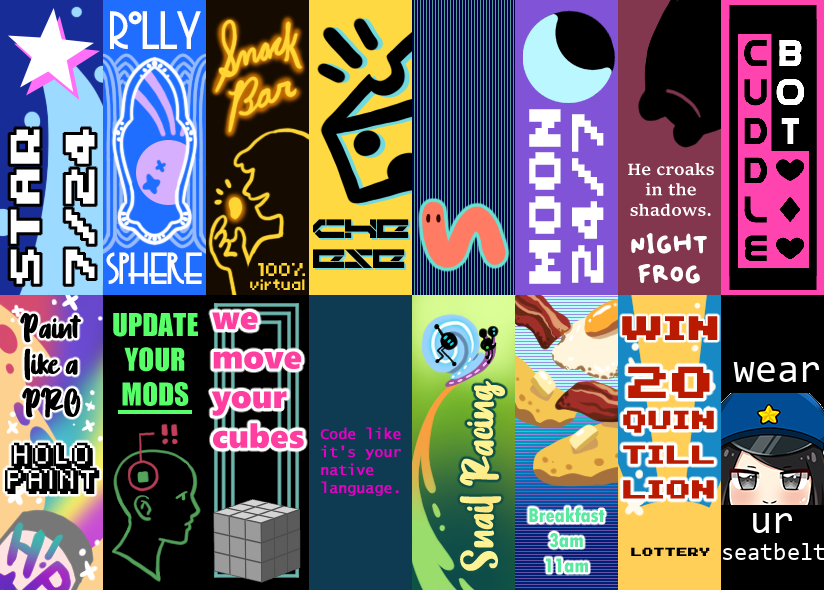 STAR
7/24
ROLLY
SPHERE
Snack
Bar
100%
virtual
CHE
EXE
MOON
24/7
He croaks
in the
shadows.
NIGHT
FROG
CUDDLE
BOT
Paint
like a
PRO
HOLO
PAINT
H!P
UPDATE
YOUR
MODS
!!
we
move
your
cubes
Code like
it's your
native
language.
Snail Racing
Breakfast
3am
11am
WIN
20
QUIN
TILL
LION
LOTTERY
wear
ur
seatbelt